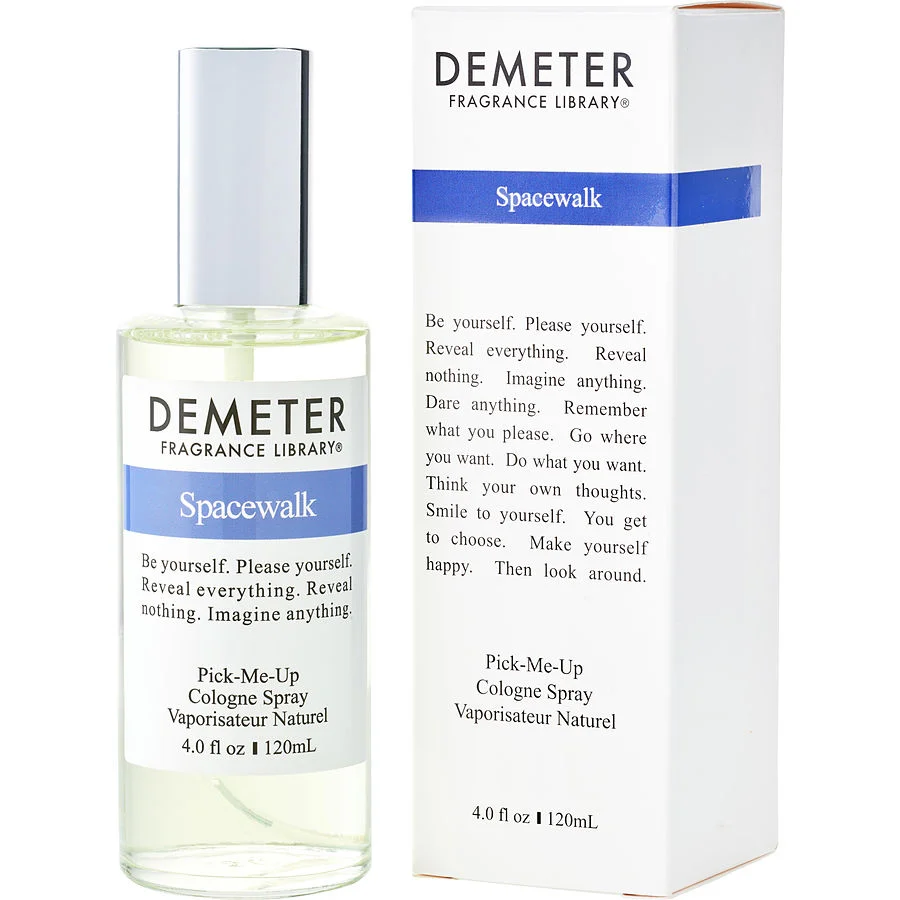 DEMETER
FRAGRANCE LIBRARY®
Spacewalk
Be yourself. Please yourself.
Reveal everything. Reveal
nothing. Imagine anything.
Pick-Me-Up
Cologne Spray
Vaporisateur Naturel
4.0 fl oz ❙ 120mL
DEMETER
FRAGRANCE LIBRARY®
Spacewalk
Be yourself. Please yourself.
Reveal everything. Reveal
nothing. Imagine anything.
Dare anything. Remember
what you please. Go where
you want. Do what you want.
Think your own thoughts.
Smile to yourself. You get
to choose. Make yourself
happy. Then look around.
Pick-Me-Up
Cologne Spray
Vaporisateur Naturel
4.0 fl oz ❙ 120mL